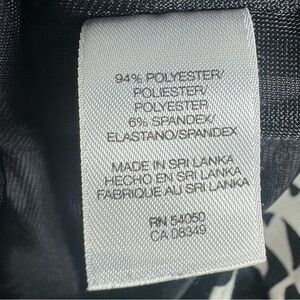 94% POLYESTER/
POLIESTER/
POLYESTER
6% SPANDEX/
ELASTANO/SPANDEX
MADE IN SRI LANKA
HECHO EN SRI LANKA
FABRIQUE AU SRI LANKA
RN 54050
CA 08349